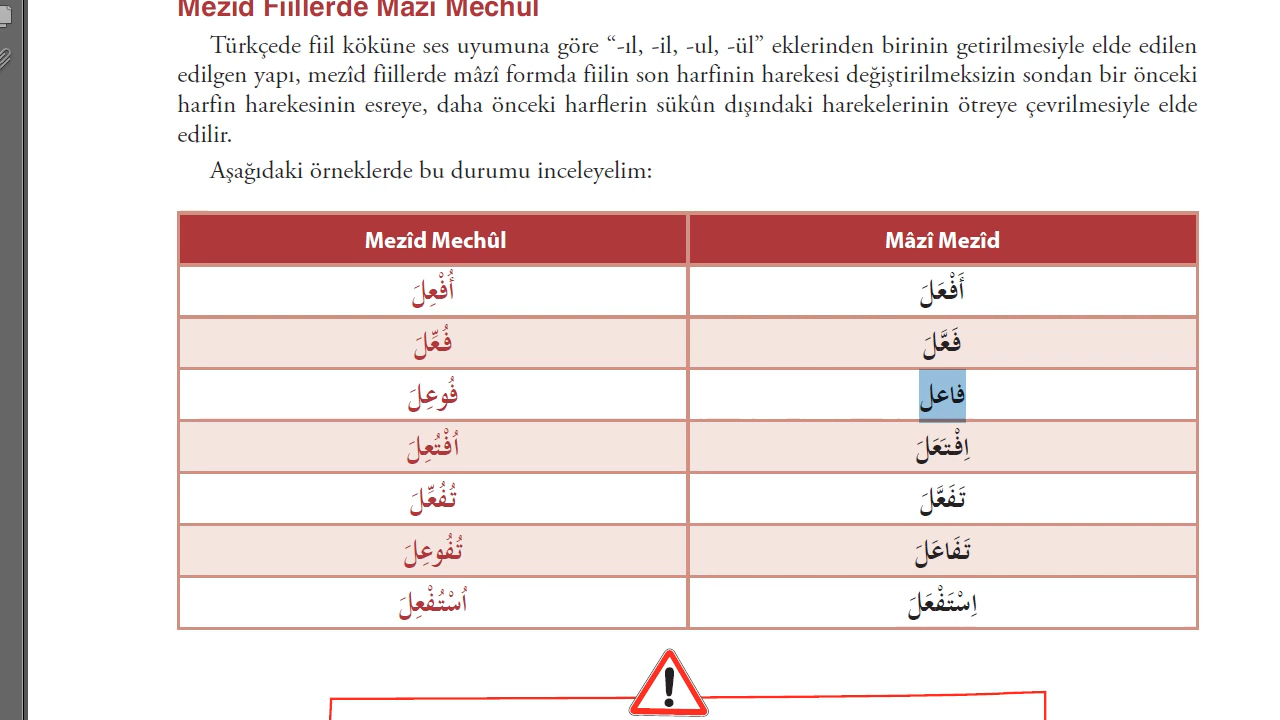 Mezîd Fiillerde Mâzî Meçhûl
Türkçede fiil köküne ses uyumuna göre “-ıl, -il, -ul, -ül” eklerinden birinin getirilmesiyle elde edilen
edilgen yapı, mezîd fiillerde mâzî formda fiilin son harfinin harekesi değiştirilmeksizin sondan bir önceki
harfin harekesinin esreye, daha önceki harflerin sükûn dışındaki harekelerinin ötreye çevrilmesiyle elde
edilir.
Aşağıdaki örneklerde bu durumu inceleyelim:
Mezîd Mechûl Mâzî Mezîd
أُفْعِلَ أَفْعَلَ
فُعِّلَ فَعَّلَ
فُوعِلَ فاعل
اُفْتُعِلَ اِفْتَعَلَ
تُفُعِّلَ تَفَعَّلَ
تُفُوعِلَ تَفَاعَلَ
اُسْتُفْعِلَ اِسْتَفْعَلَ